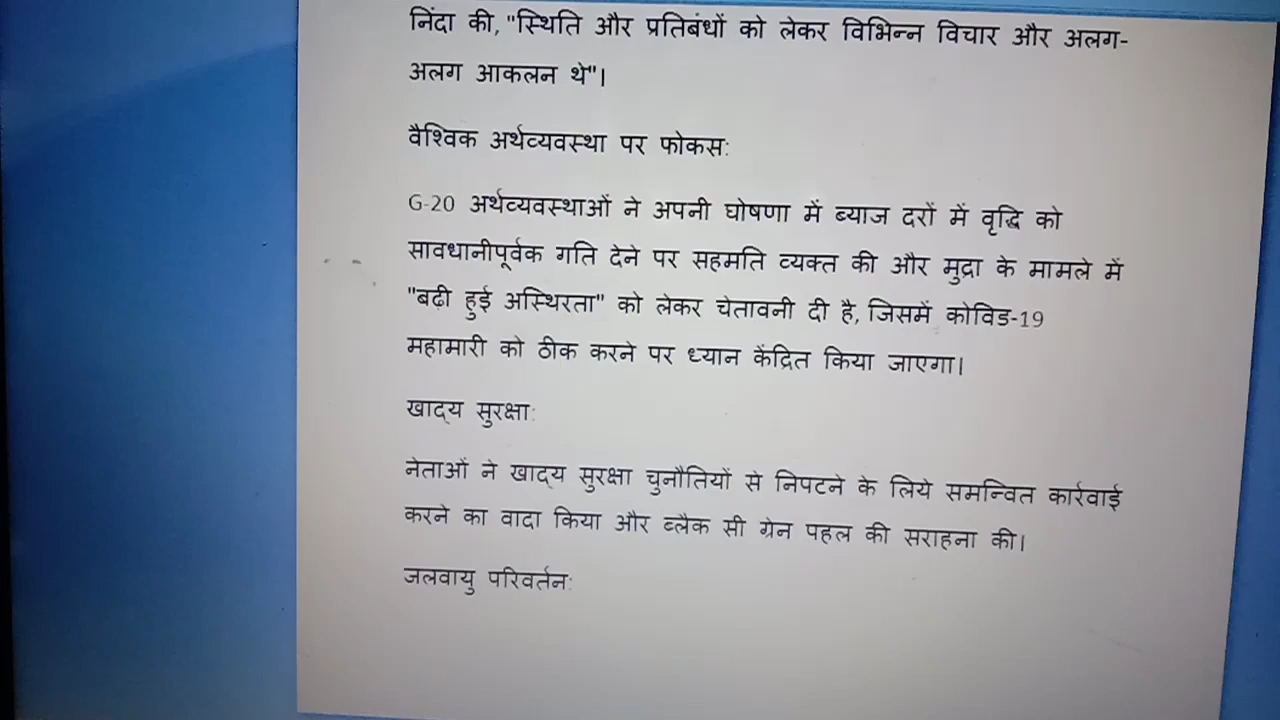 निंदा की, "स्थिति और प्रतिबंधों को लेकर विभिन्न विचार और अलग-
अलग आकलन थे"।
वैश्विक अर्थव्यवस्था पर फोकस:
G-20 अर्थव्यवस्थाओं ने अपनी घोषणा में ब्याज दरों में वृद्धि को
सावधानीपूर्वक गति देने पर सहमति व्यक्त की और मुद्रा के मामले में
"बढ़ी हुई अस्थिरता" को लेकर चेतावनी दी है, जिसमें कोविड-19
महामारी को ठीक करने पर ध्यान केंद्रित किया जाएगा।
खाद्य सुरक्षा:
नेताओं ने खाद्य सुरक्षा चुनौतियों से निपटने के लिये समन्वित कार्रवाई
करने का वादा किया और ब्लैक सी ग्रेन पहल की सराहना की।
जलवायु परिवर्तन: